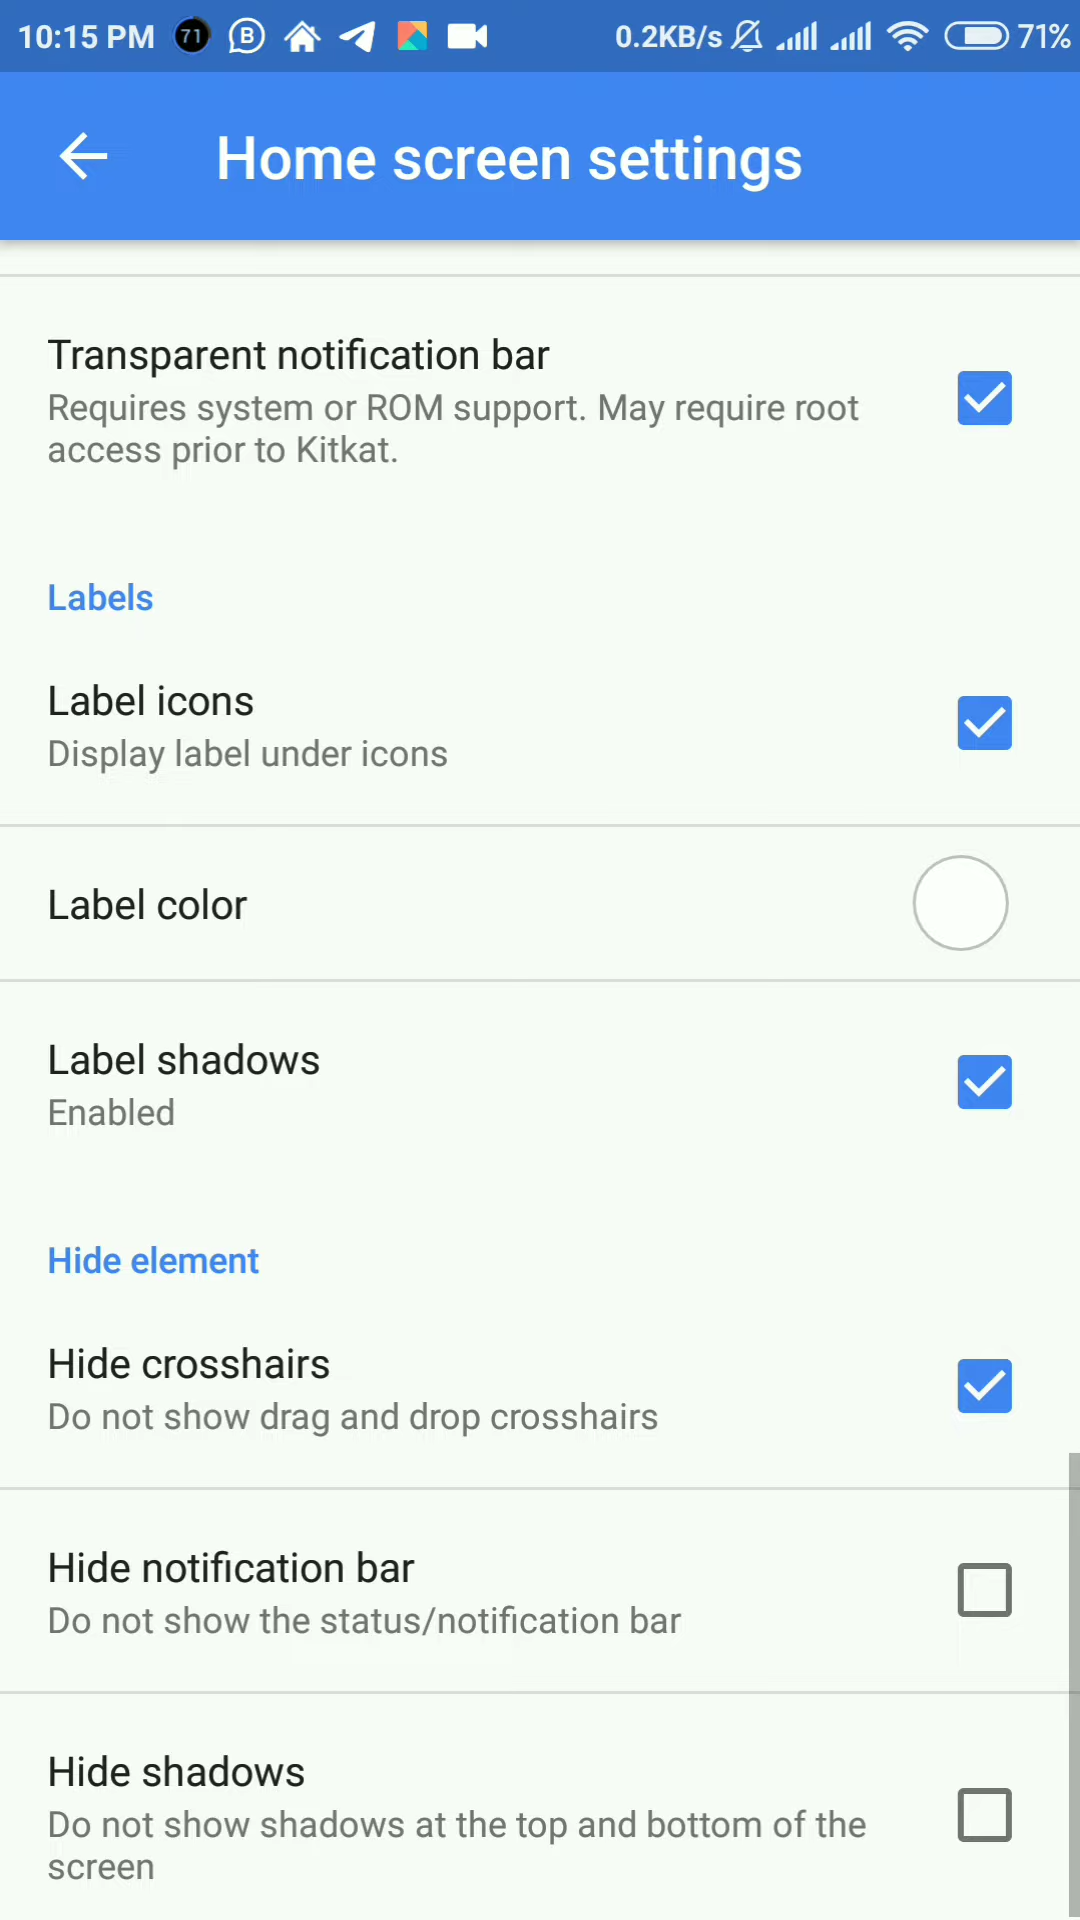 10:15 PM 71 B 0.2KB/s 71%
Home screen settings
Transparent notification bar
Requires system or ROM support. May require root
access prior to Kitkat.
Labels
Label icons
Display label under icons
Label color
Label shadows
Enabled
Hide element
Hide crosshairs
Do not show drag and drop crosshairs
Hide notification bar
Do not show the status/notification bar
Hide shadows
Do not show shadows at the top and bottom of the
screen